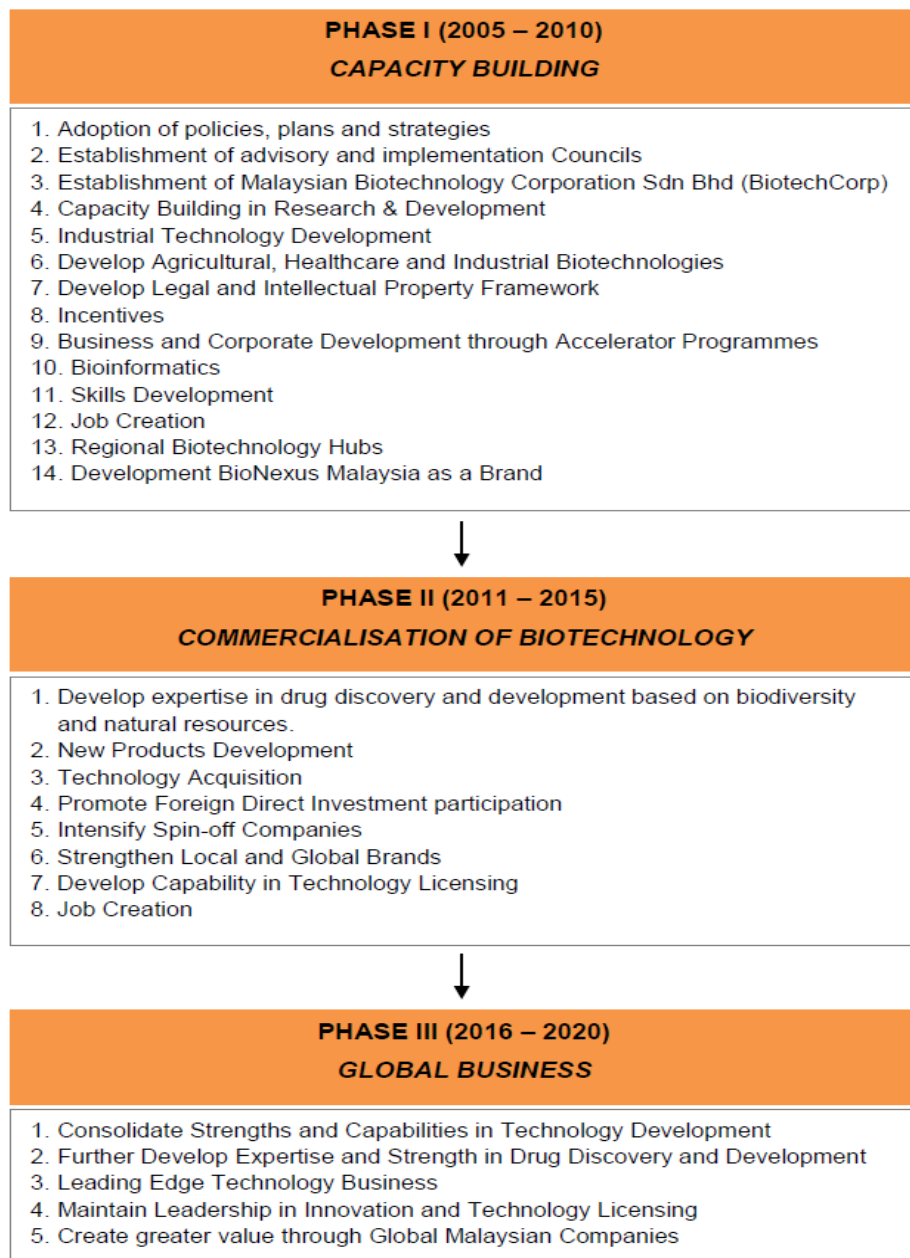 PHASE I (2005 – 2010)
CAPACITY BUILDING
1. Adoption of policies, plans and strategies
2. Establishment of advisory and implementation Councils
3. Establishment of Malaysian Biotechnology Corporation Sdn Bhd (BiotechCorp)
4. Capacity Building in Research & Development
5. Industrial Technology Development
6. Develop Agricultural, Healthcare and Industrial Biotechnologies
7. Develop Legal and Intellectual Property Framework
8. Incentives
9. Business and Corporate Development through Accelerator Programmes
10. Bioinformatics
11. Skills Development
12. Job Creation
13. Regional Biotechnology Hubs
14. Development BioNexus Malaysia as a Brand
PHASE II (2011 – 2015)
COMMERCIALISATION OF BIOTECHNOLOGY
1. Develop expertise in drug discovery and development based on biodiversity
and natural resources.
2. New Products Development
3. Technology Acquisition
4. Promote Foreign Direct Investment participation
5. Intensify Spin-off Companies
6. Strengthen Local and Global Brands
7. Develop Capability in Technology Licensing
8. Job Creation
PHASE III (2016 – 2020)
GLOBAL BUSINESS
1. Consolidate Strengths and Capabilities in Technology Development
2. Further Develop Expertise and Strength in Drug Discovery and Development
3. Leading Edge Technology Business
4. Maintain Leadership in Innovation and Technology Licensing
5. Create greater value through Global Malaysian Companies